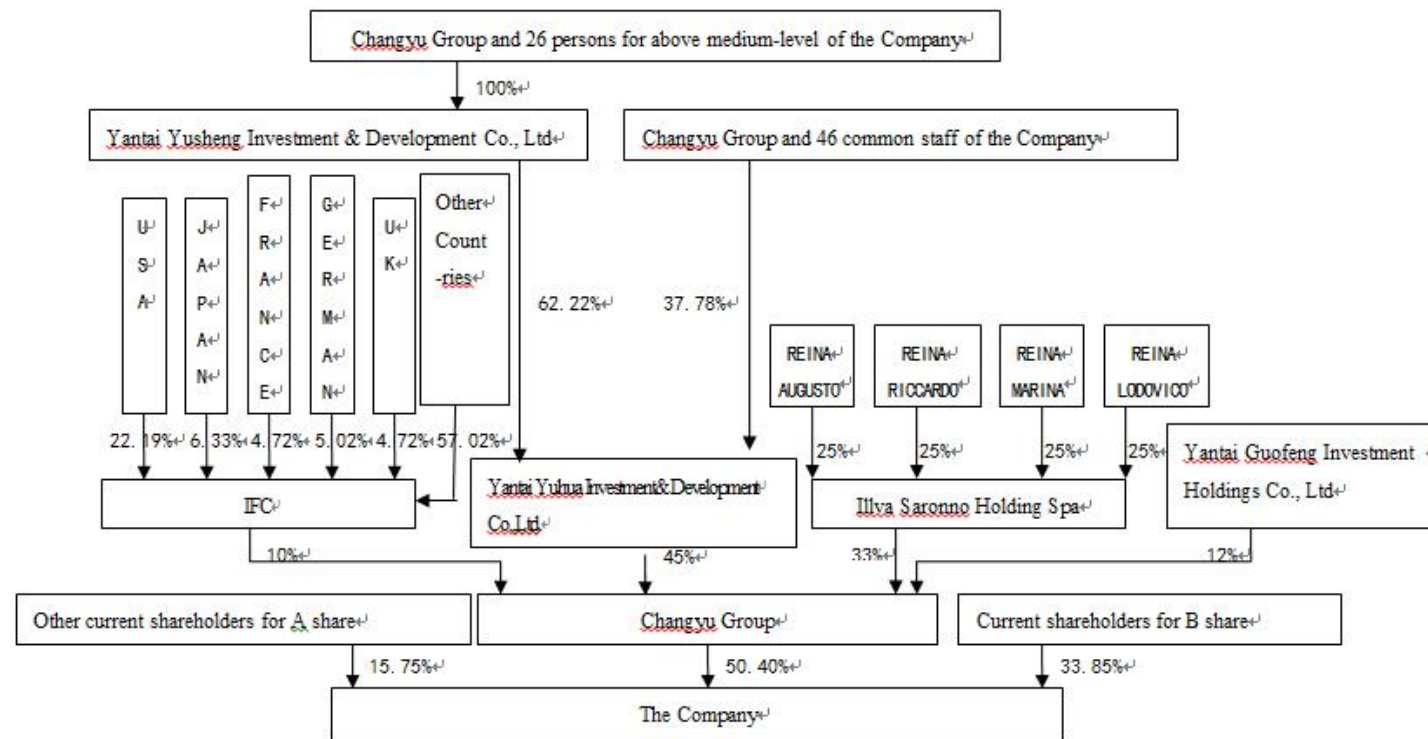 Changyu Group and 26 persons for above medium-level of the Company↵
100%↵
Yantai Yusheng Investment & Development Co., Ltd↵
Changyu Group and 46 common staff of the Company↵
U↵
S↵
A↵
J↵
A↵
P↵
A↵
N↵
F↵
R↵
A↵
N↵
C↵
E↵
G↵
E↵
R↵
M↵
A↵
N↵
U↵
K↵
Other↵
Count
-ries↵
62. 22%↵
37. 78%↵
REINA↵
AUGUSTO↵
REINA↵
RICCARDO↵
REINA↵
MARINA↵
REINA↵
LODOVICO↵
22. 19%↵
6. 33%↵
4. 72%↵
5. 02%↵
4. 72%↵
57. 02%↵
25%↵
25%↵
25%↵
25%↵
Yantai Guofeng Investment
Holdings Co., Ltd↵
IFC↵
Yantai Yuhua Investment& Development
Co.,Ltd↵
Illva Saronno Holding Spa↵
10%↵
45%↵
33%↵
12%↵
Other current shareholders for A share↵
Changyu Group↵
Current shareholders for B share↵
15. 75%↵
50. 40%↵
33. 85%↵
The Company↵